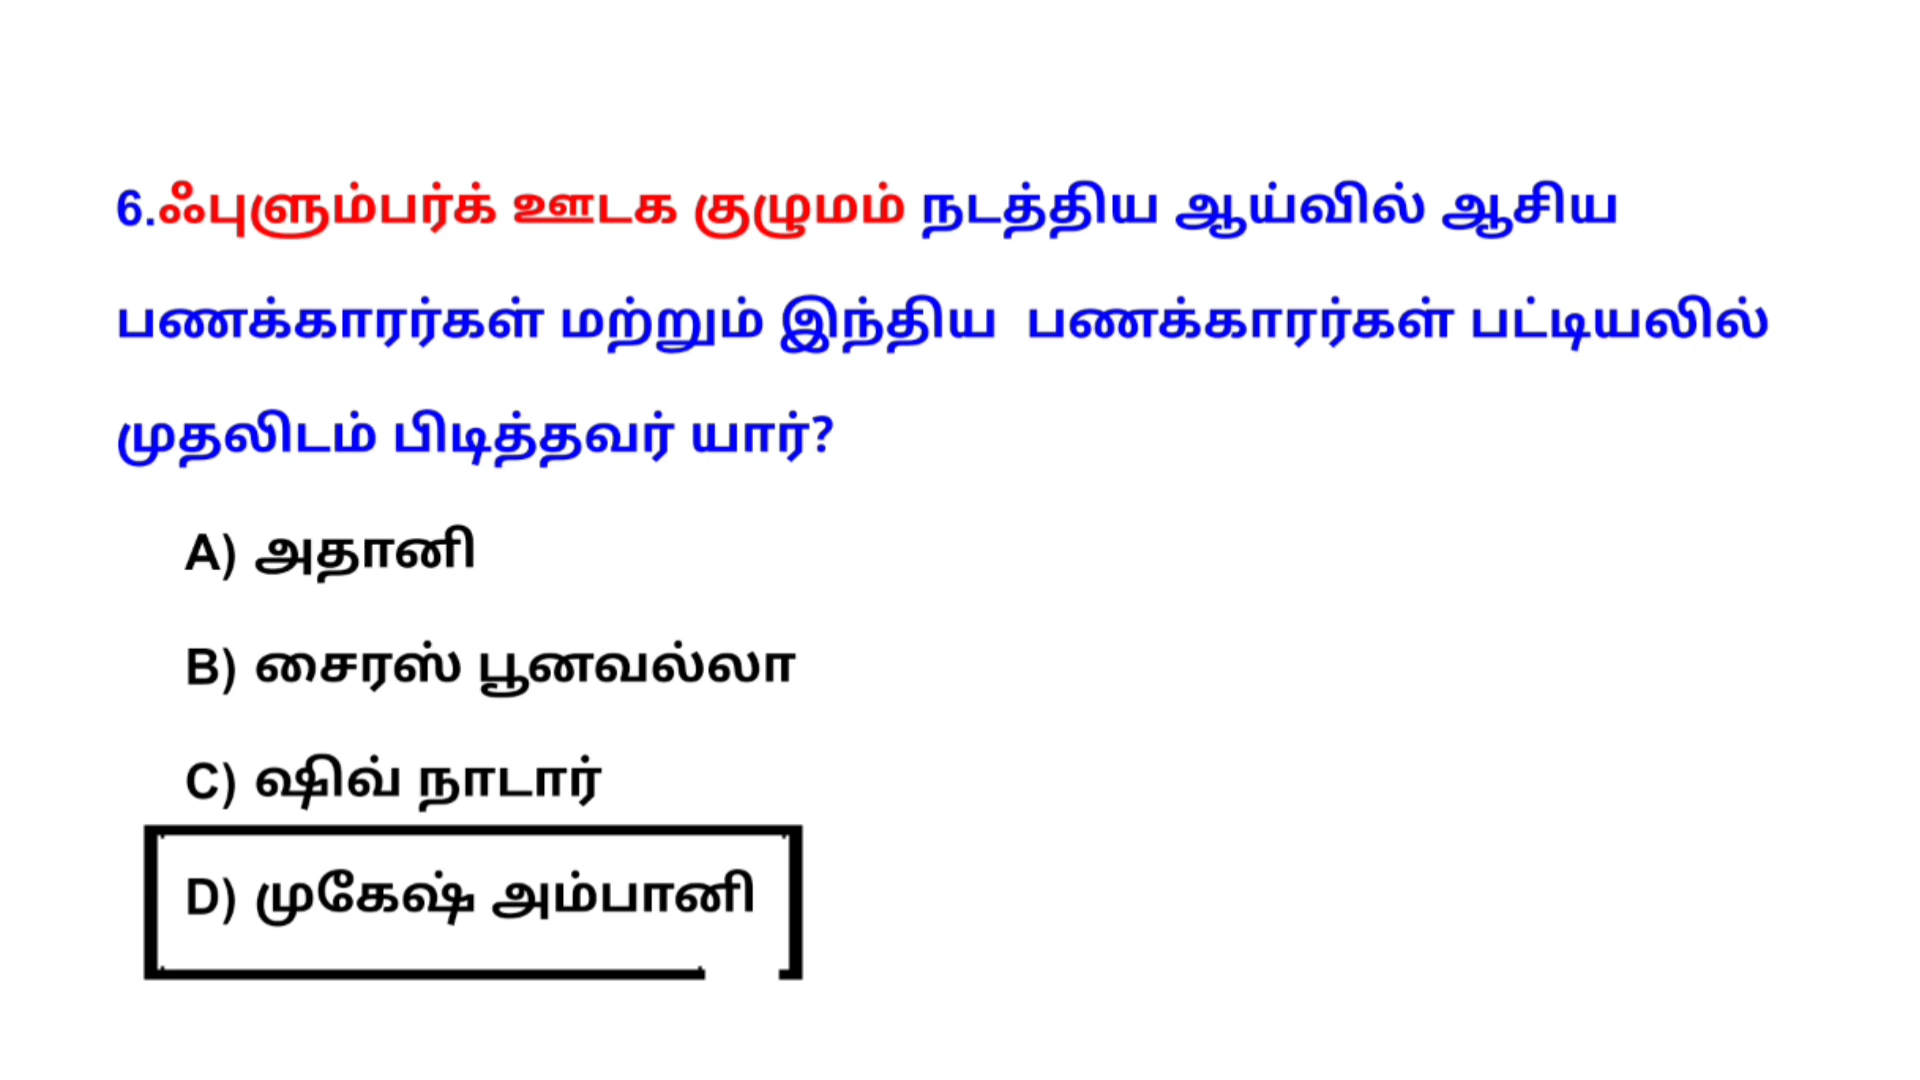 6.ஃபுளும்பர்க் ஊடக குழுமம் நடத்திய ஆய்வில் ஆசிய
பணக்காரர்கள் மற்றும் இந்திய பணக்காரர்கள் பட்டியலில்
முதலிடம் பிடித்தவர் யார்?
A) அதானி
B) சைரஸ் பூனவல்லா
C) ஷிவ் நாடார்
D) முகேஷ் அம்பானி